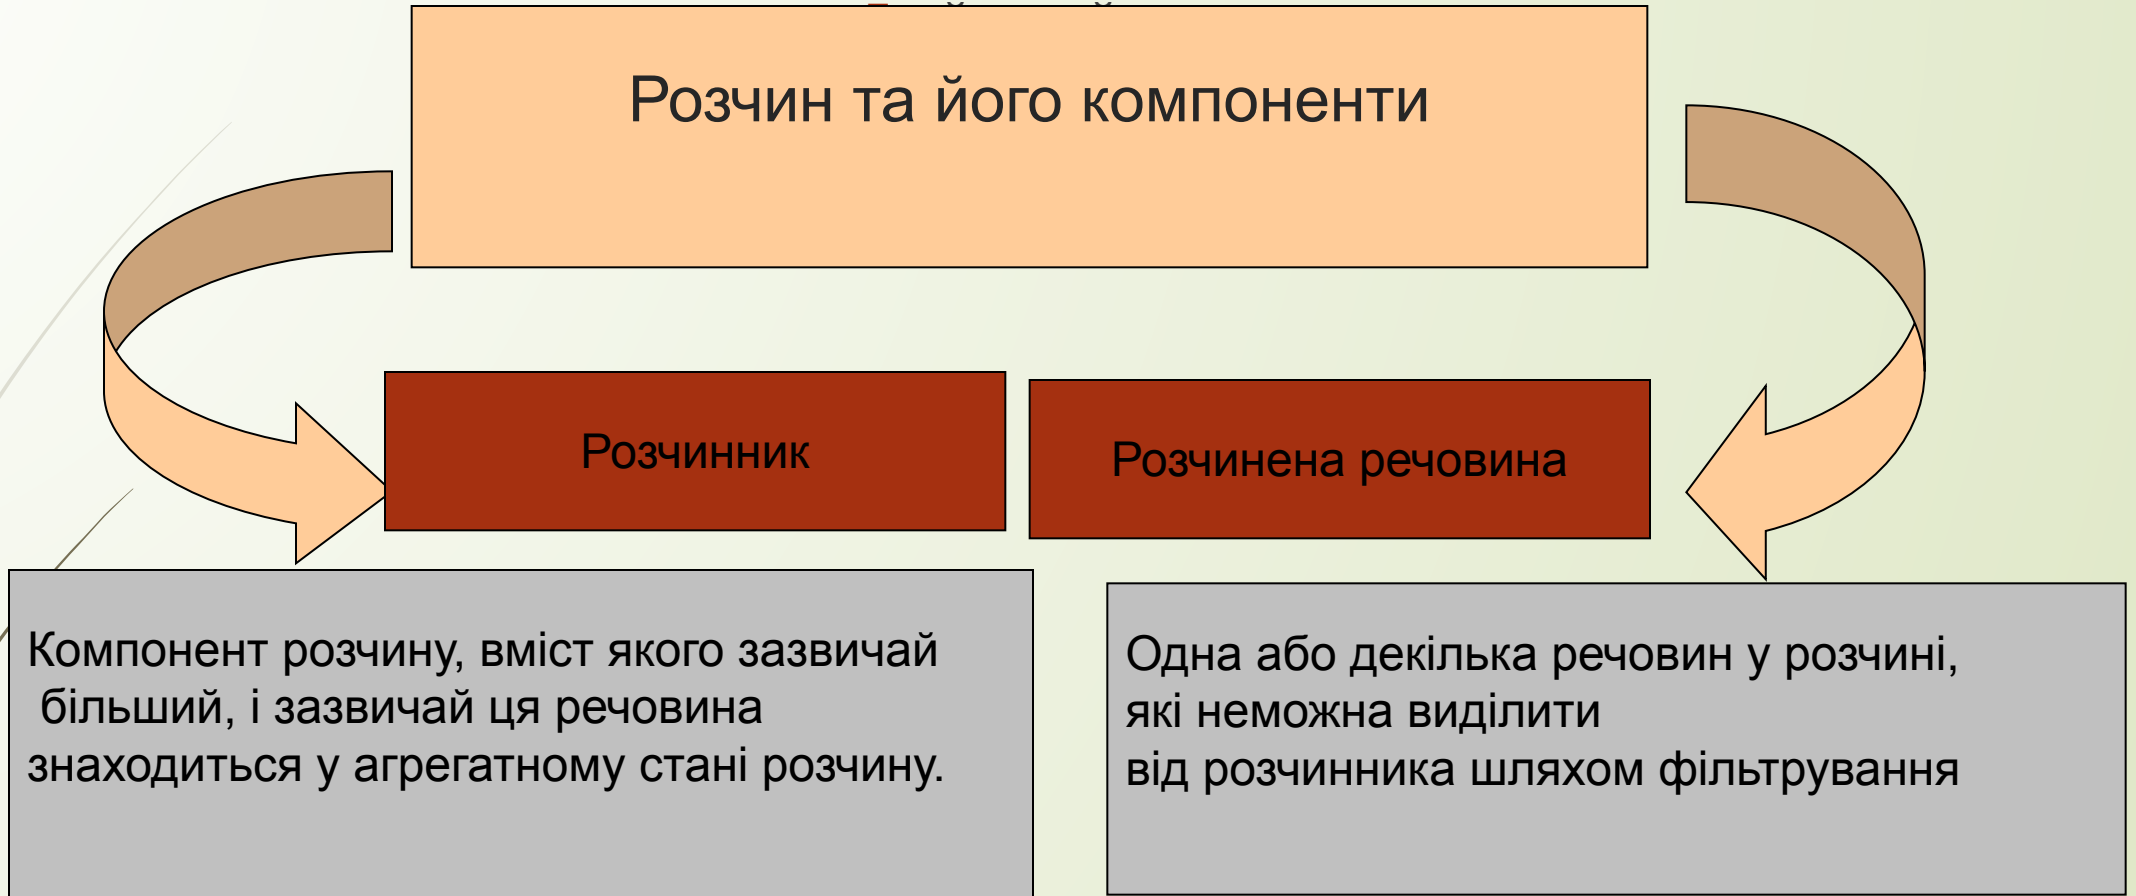 Розчин та його компоненти
Розчинник
Розчинена речовина
Компонент розчину, вміст якого зазвичай
більший, і зазвичай ця речовина
знаходиться у агрегатному стані розчину.
Одна або декілька речовин у розчині,
які неможна виділити
від розчинника шляхом фільтрування